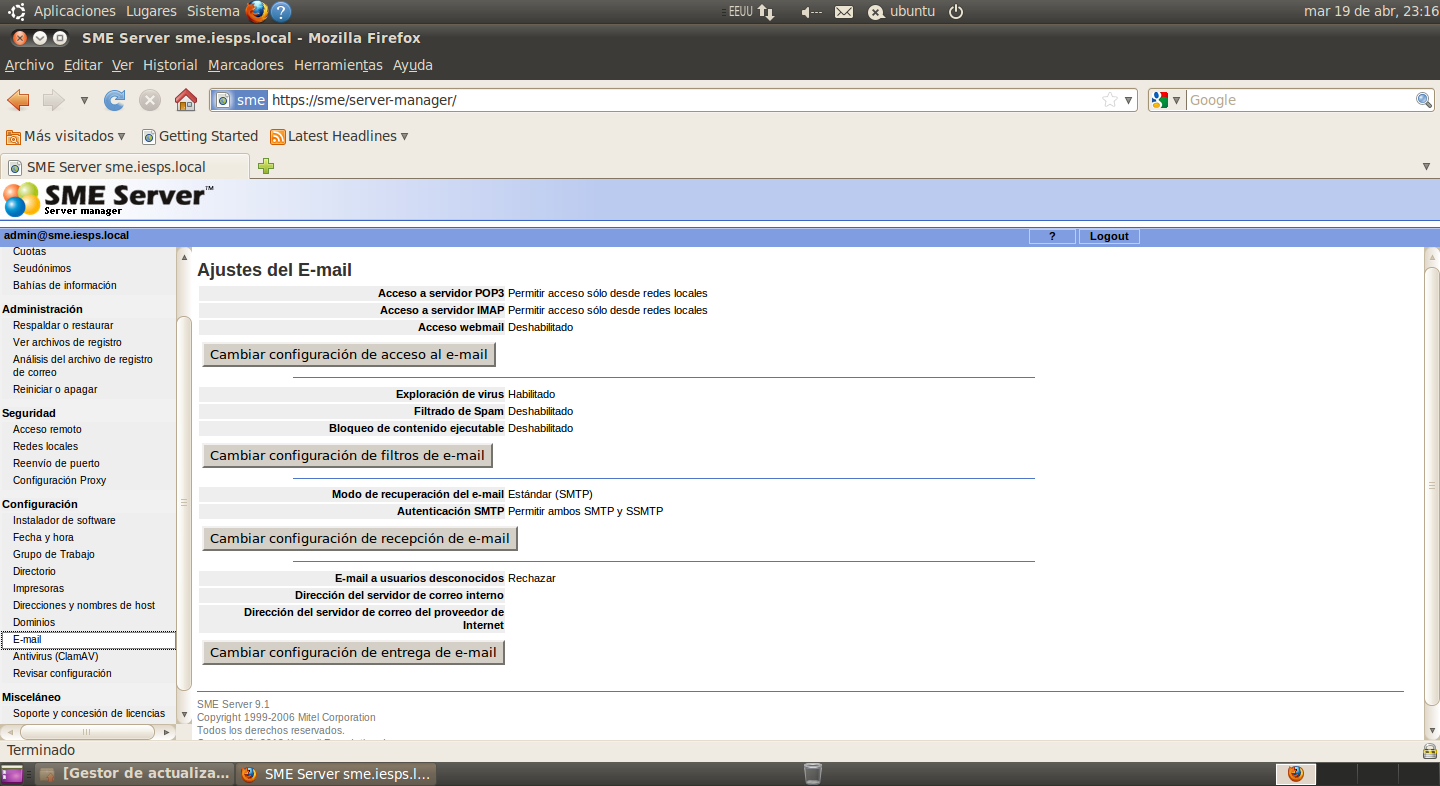 Aplicaciones Lugares Sistema ? EEUU ubuntu mar 19 de abr, 23:16
SME Server sme.iesps.local - Mozilla Firefox
Archivo Editar Ver Historial Marcadores Herramientas Ayuda
sme https://sme/server-manager/ Google
Más visitados Getting Started Latest Headlines
SME Server sme.iesps.local
SME Server™
Server manager
admin@sme.iesps.local ? Logout
Cuotas
Seudónimos
Bahías de información
Administración
Respaldar o restaurar
Ver archivos de registro
Análisis del archivo de registro
de correo
Reiniciar o apagar
Seguridad
Acceso remoto
Redes locales
Reenvío de puerto
Configuración Proxy
Configuración
Instalador de software
Fecha y hora
Grupo de Trabajo
Directorio
Impresoras
Direcciones y nombres de host
Dominios
E-mail
Antivirus (ClamAV)
Revisar configuración
Misceláneo
Soporte y concesión de licencias
Ajustes del E-mail
Acceso a servidor POP3 Permitir acceso sólo desde redes locales
Acceso a servidor IMAP Permitir acceso sólo desde redes locales
Acceso webmail Deshabilitado
Cambiar configuración de acceso al e-mail
Exploración de virus Habilitado
Filtrado de Spam Deshabilitado
Bloqueo de contenido ejecutable Deshabilitado
Cambiar configuración de filtros de e-mail
Modo de recuperación del e-mail Estándar (SMTP)
Autenticación SMTP Permitir ambos SMTP y SSMTP
Cambiar configuración de recepción de e-mail
E-mail a usuarios desconocidos Rechazar
Dirección del servidor de correo interno
Dirección del servidor de correo del proveedor de
Internet
Cambiar configuración de entrega de e-mail
SME Server 9.1
Copyright 1999-2006 Mitel Corporation
Todos los derechos reservados.
Terminado
[Gestor de actualiza... SME Server sme.iesps.l...